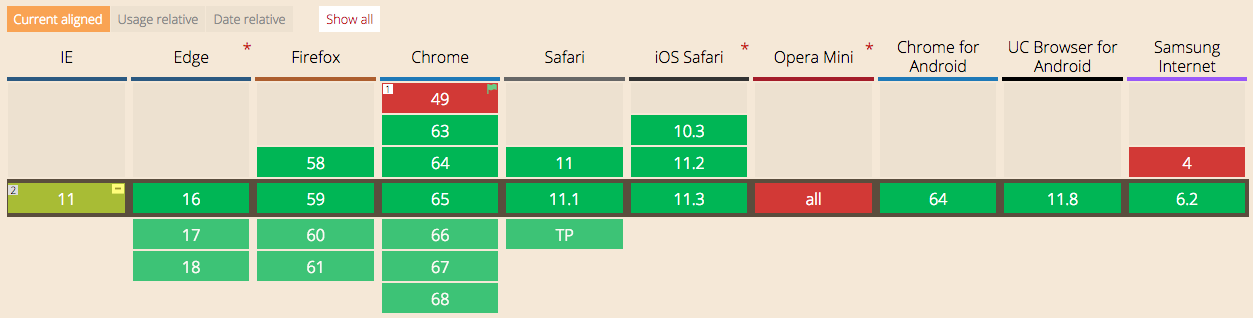 Current aligned Usage relative Date relative Show all
IE Edge * Firefox Chrome Safari iOS Safari * Opera Mini * Chrome for Android UC Browser for Android Samsung Internet
1 49
63 10.3
58 64 11 11.2 4
2 11 - 16 59 65 11.1 11.3 all 64 11.8 6.2
17 60 66 TP
18 61 67
68